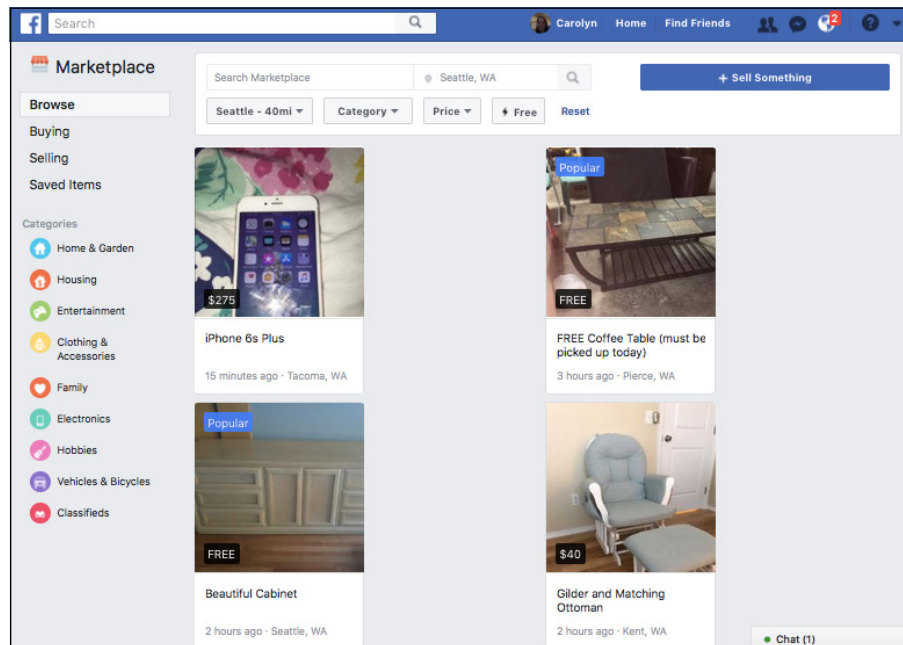 f Search Carolyn Home Find Friends 2 ?
Marketplace
Browse
Buying
Selling
Saved Items
Categories
Home & Garden
Housing
Entertainment
Clothing &
Accessories
Family
Electronics
Hobbies
Vehicles & Bicycles
Classifieds
Search Marketplace Seattle, WA + Sell Something
Seattle - 40mi Category Price Free Reset
$275
iPhone 6s Plus
15 minutes ago · Tacoma, WA
Popular
FREE
FREE Coffee Table (must be
picked up today)
3 hours ago · Pierce, WA
Popular
FREE
Beautiful Cabinet
2 hours ago · Seattle, WA
$40
Gilder and Matching
Ottoman
2 hours ago · Kent, WA
Chat (1)